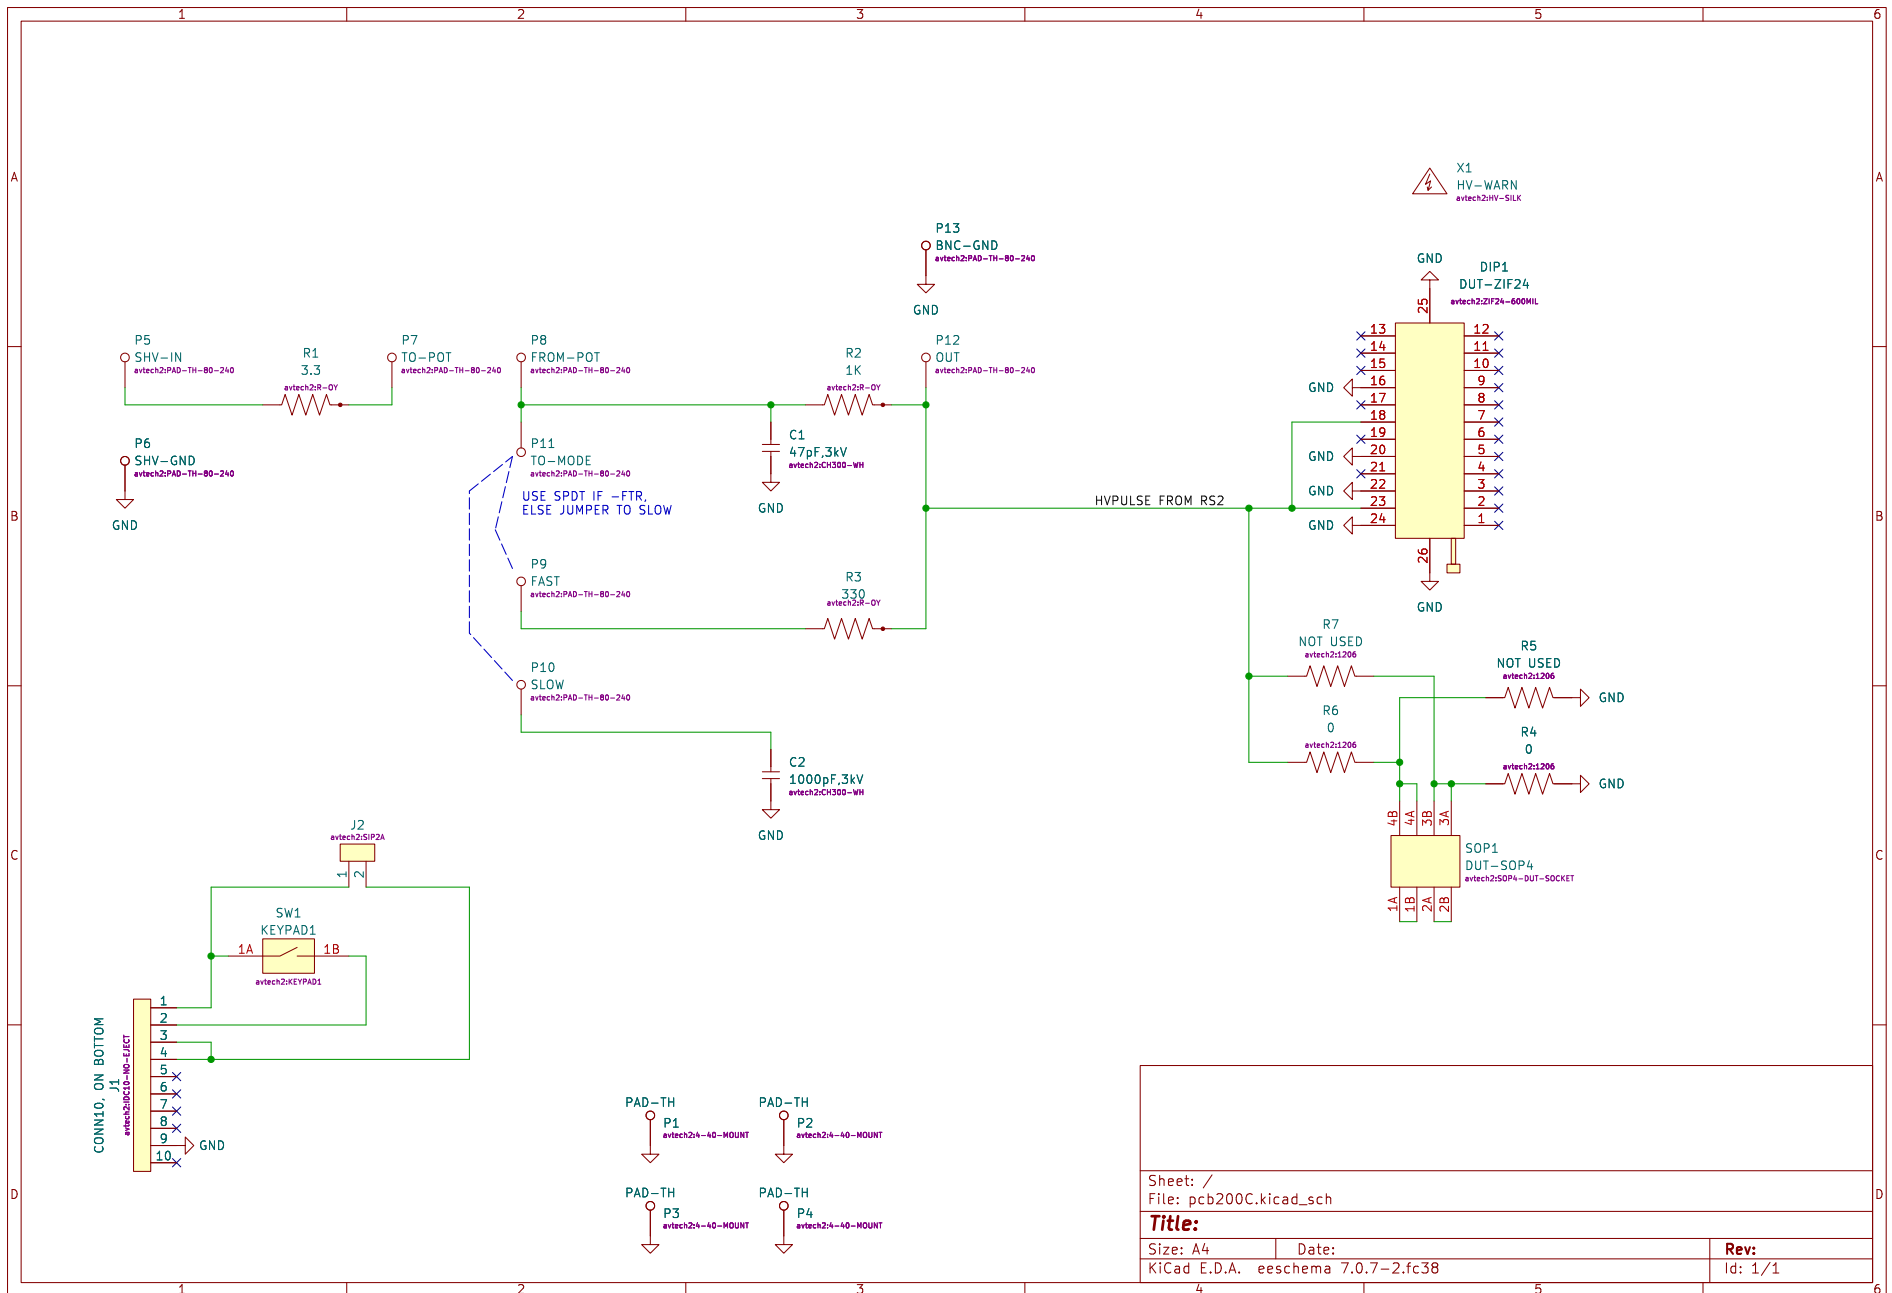 1 2 3 4 5 6
A A
B B
C C
D D
X1
HV-WARN
avtech2:HV-SILK
P13
BNC-GND
avtech2:PAD-TH-80-240
GND
GND
DIP1
DUT-ZIF24
avtech2:ZIF24-600MIL
25
13 12
14 11
15 10
GND 16 9
17 8
18 7
19 6
GND 20 5
21 4
GND 22 3
23 2
GND 24 1
26
GND
P5
SHV-IN
avtech2:PAD-TH-80-240
R1
3.3
avtech2:R-OY
P7
TO-POT
avtech2:PAD-TH-80-240
P8
FROM-POT
avtech2:PAD-TH-80-240
R2
1K
avtech2:R-OY
P12
OUT
avtech2:PAD-TH-80-240
P6
SHV-GND
avtech2:PAD-TH-80-240
GND
P11
TO-MODE
avtech2:PAD-TH-80-240
USE SPDT IF -FTR,
ELSE JUMPER TO SLOW
C1
47pF,3kV
avtech2:CH300-WH
GND
HVPULSE FROM RS2
P9
FAST
avtech2:PAD-TH-80-240
R3
330
avtech2:R-OY
P10
SLOW
avtech2:PAD-TH-80-240
C2
1000pF,3kV
avtech2:CH300-WH
GND
R7
NOT USED
avtech2:1206
R5
NOT USED
avtech2:1206
GND
R6
0
avtech2:1206
R4
0
avtech2:1206
GND
4B 4A 3B 3A
SOP1
DUT-SOP4
avtech2:SOP4-DUT-SOCKET
1A 1B 2A 2B
J2
avtech2:SIP2A
1 2
SW1
KEYPAD1
1A 1B
avtech2:KEYPAD1
CONN10, ON BOTTOM
J1
avtech2:IDC10-NO-EJECT
1
2
3
4
5
6
7
8
9 GND
10
PAD-TH
P1
avtech2:4-40-MOUNT
PAD-TH
P2
avtech2:4-40-MOUNT
PAD-TH
P3
avtech2:4-40-MOUNT
PAD-TH
P4
avtech2:4-40-MOUNT
Sheet: /
File: pcb200C.kicad_sch
Title:
Size: A4 Date: Rev:
KiCad E.D.A. eeschema 7.0.7-2.fc38 Id: 1/1
1 2 3 4 5 6